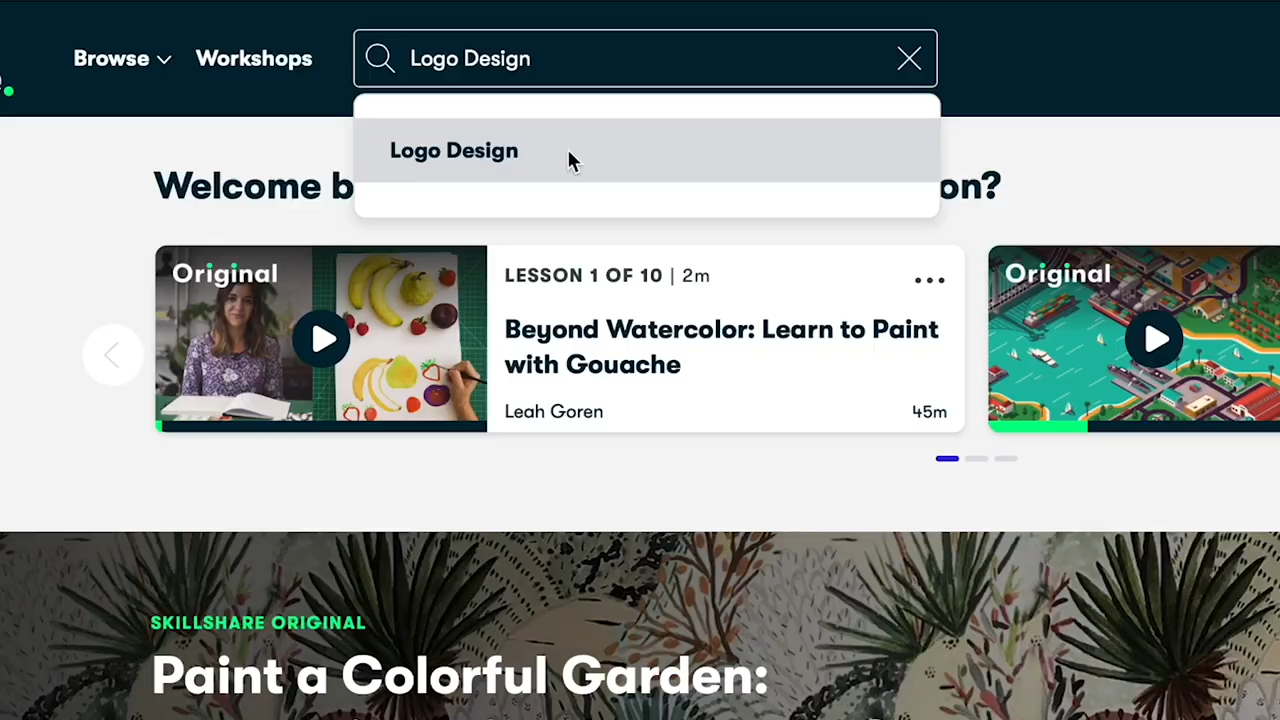 Browse Workshops Logo Design
Logo Design
Welcome b on?
Original
LESSON 1 OF 10 | 2m
Beyond Watercolor: Learn to Paint
with Gouache
Leah Goren 45m
Original
SKILLSHARE ORIGINAL
Paint a Colorful Garden: